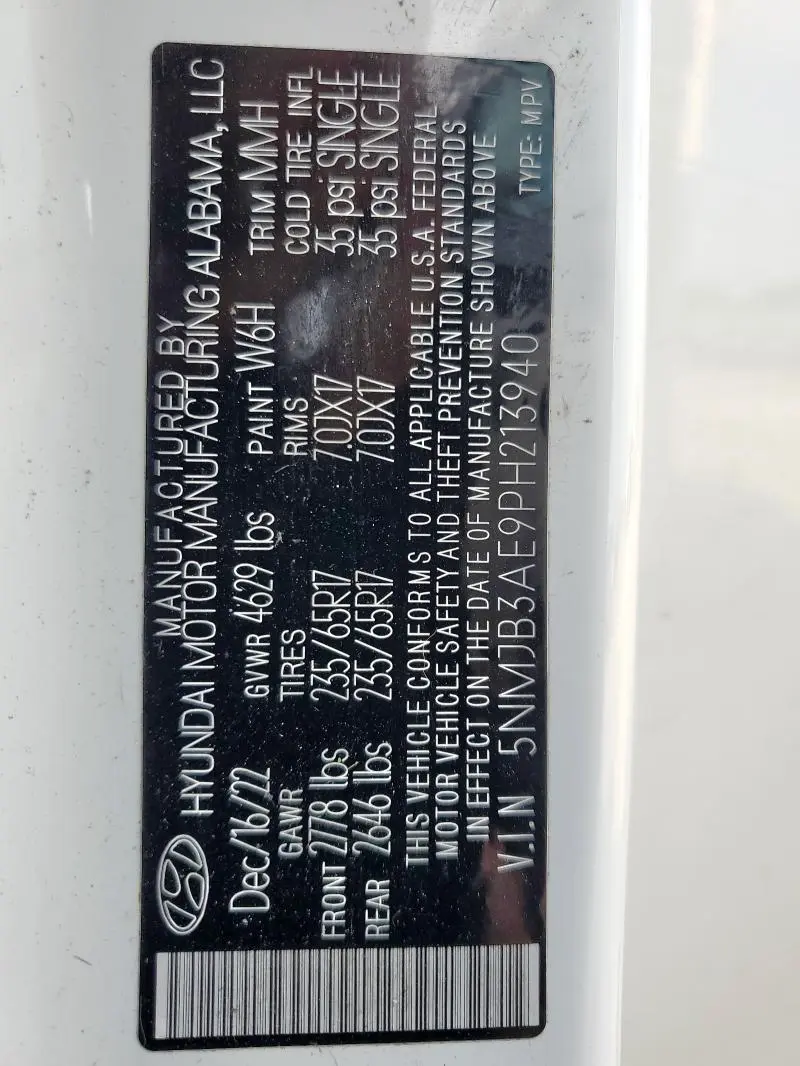 MANUFACTURED BY
HYUNDAI MOTOR MANUFACTURING ALABAMA, LLC
Dec/16/22 GVWR 4629 lbs PAINT W6H TRIM MMH
GAWR TIRES RIMS COLD TIRE INFL
FRONT 2778 lbs 235/65R17 7.0JX17 35 psi SINGLE
REAR 2646 lbs 235/65R17 7.0JX17 35 psi SINGLE
THIS VEHICLE CONFORMS TO ALL APPLICABLE U.S.A. FEDERAL
MOTOR VEHICLE SAFETY AND THEFT PREVENTION STANDARDS
IN EFFECT ON THE DATE OF MANUFACTURE SHOWN ABOVE
V.I.N 5NMJB3AE9PH213940 TYPE: MPV